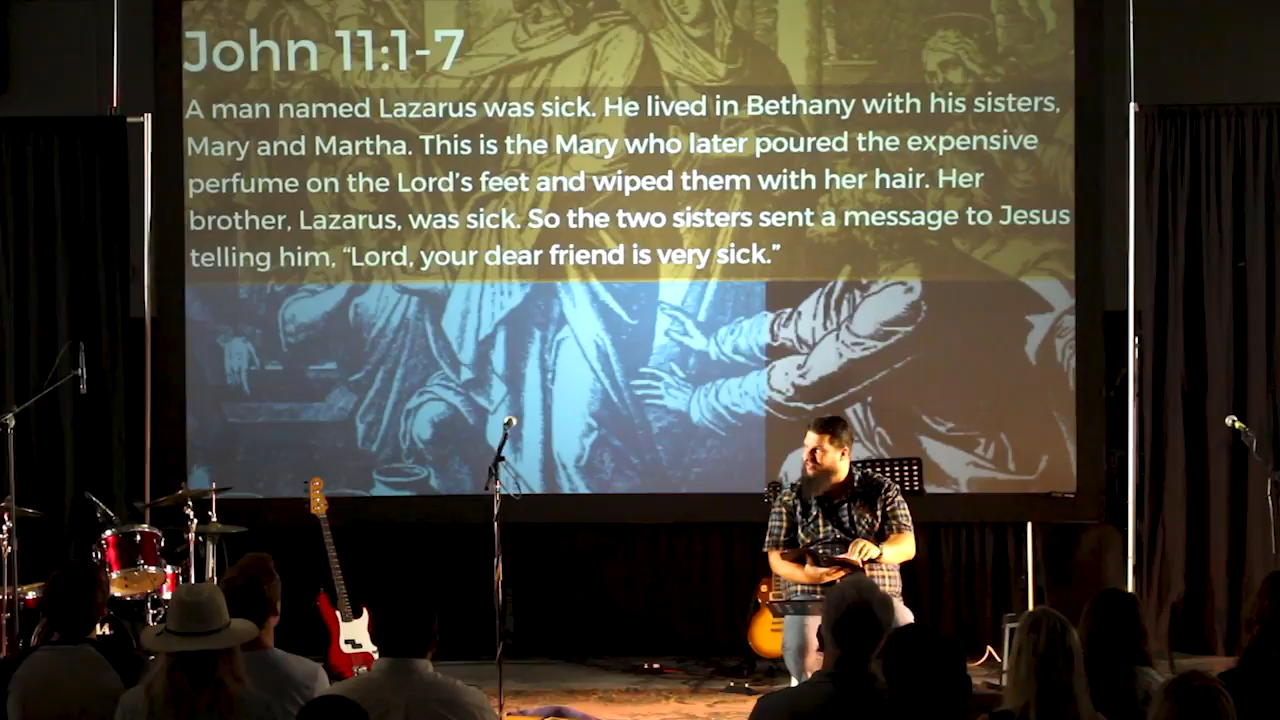 John 11:1-7
A man named Lazarus was sick. He lived in Bethany with his sisters,
Mary and Martha. This is the Mary who later poured the expensive
perfume on the Lord's feet and wiped them with her hair. Her
brother, Lazarus, was sick. So the two sisters sent a message to Jesus
telling him, “Lord, your dear friend is very sick.”